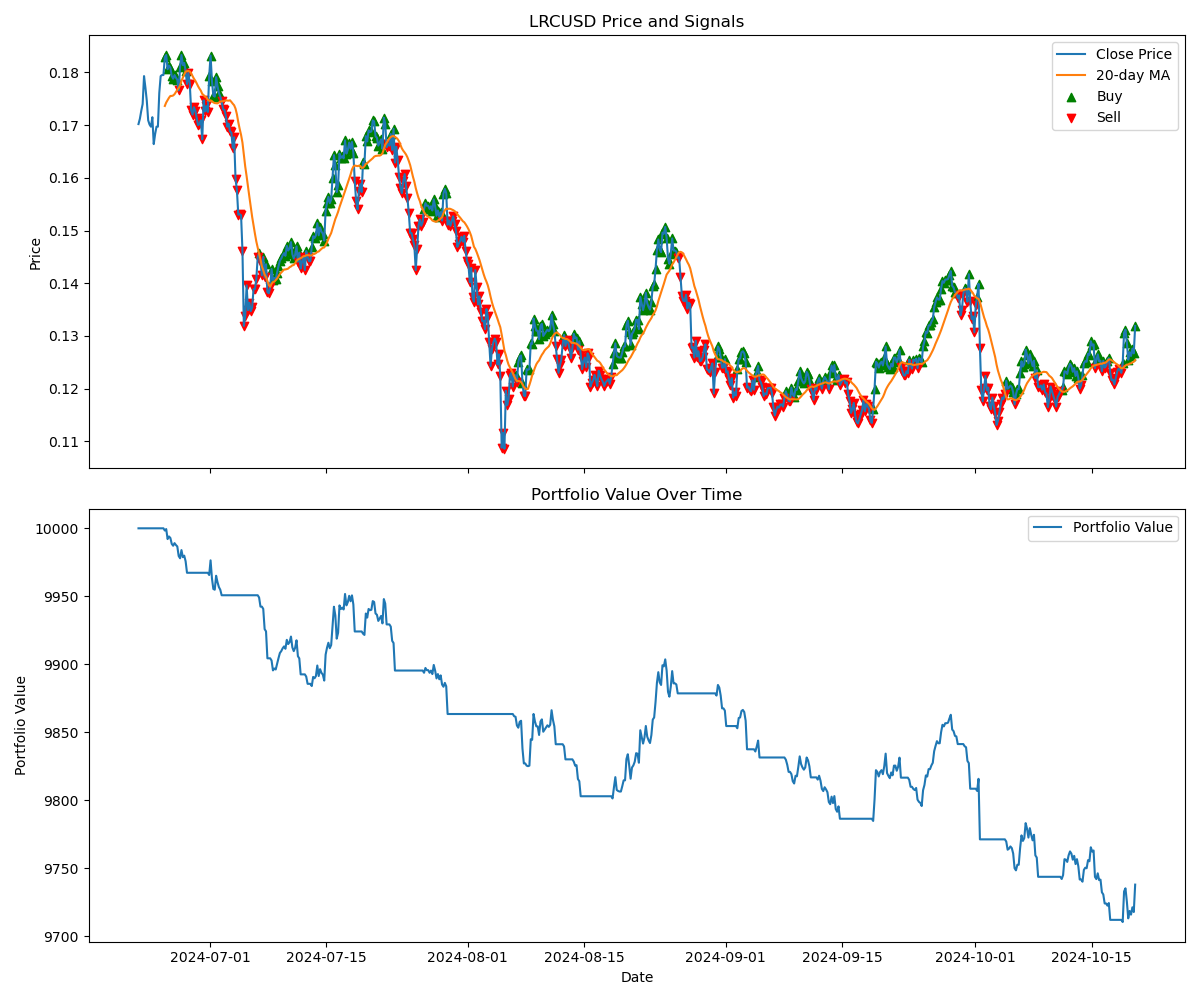 LRCUSD Price and Signals
Price
0.18
0.17
0.16
0.15
0.14
0.13
0.12
0.11
Close Price
20-day MA
Buy
Sell
Portfolio Value Over Time
Portfolio Value
10000
9950
9900
9850
9800
9750
9700
Portfolio Value
2024-07-01 2024-07-15 2024-08-01 2024-08-15 2024-09-01 2024-09-15 2024-10-01 2024-10-15
Date